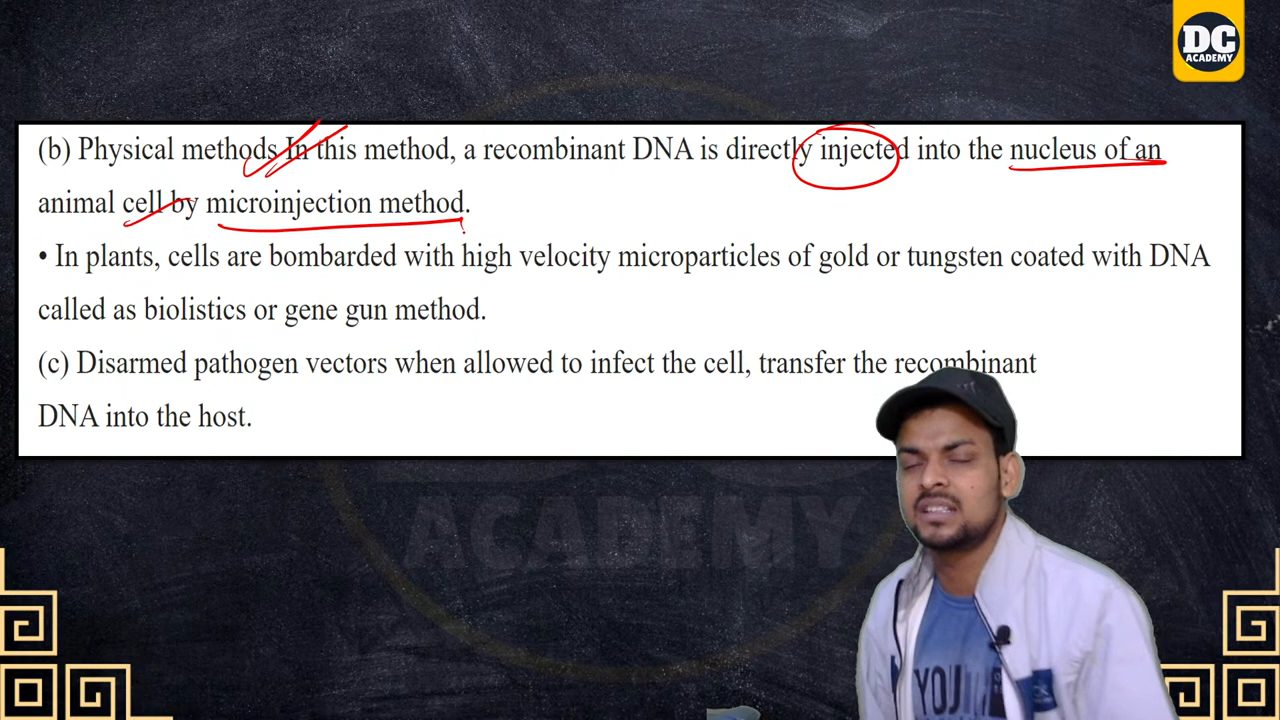 DC
ACADEMY
(b) Physical methods In this method, a recombinant DNA is directly injected into the nucleus of an
animal cell by microinjection method.
• In plants, cells are bombarded with high velocity microparticles of gold or tungsten coated with DNA
called as biolistics or gene gun method.
(c) Disarmed pathogen vectors when allowed to infect the cell, transfer the recombinant
DNA into the host.
ACADEMY